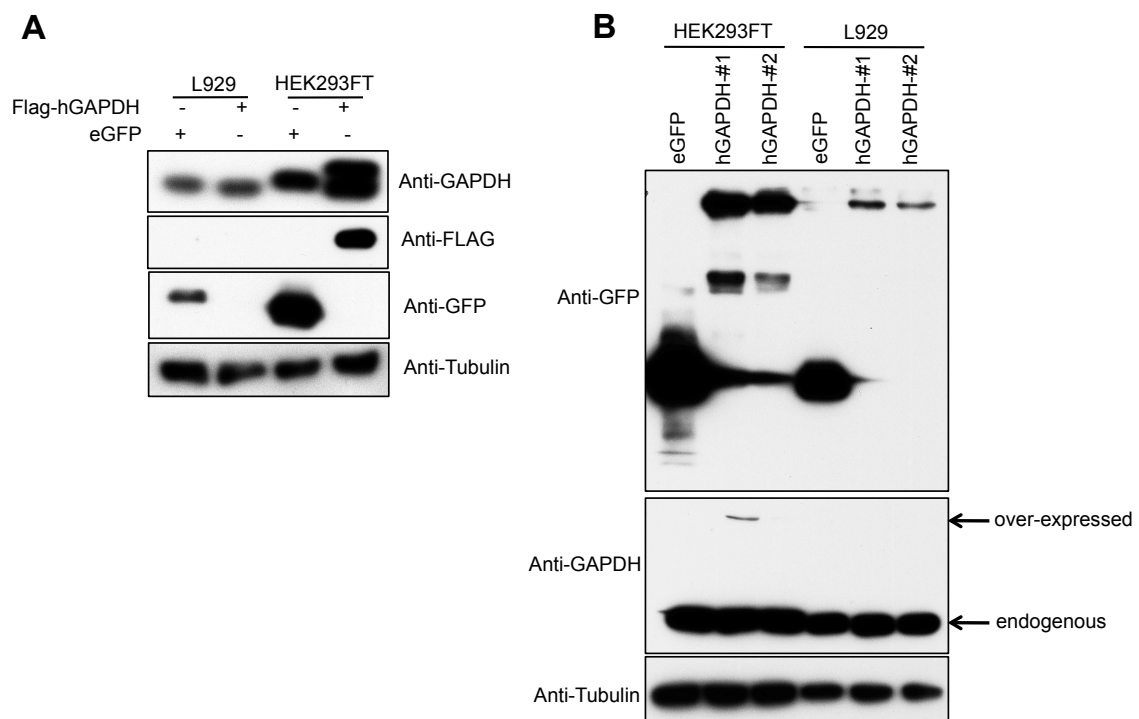 A
L929 HEK293FT
Flag-hGAPDH - + - +
eGFP + - + -
Anti-GAPDH
Anti-FLAG
Anti-GFP
Anti-Tubulin
B
HEK293FT L929
eGFP hGAPDH-#1 hGAPDH-#2 eGFP hGAPDH-#1 hGAPDH-#2
Anti-GFP
over-expressed
Anti-GAPDH
endogenous
Anti-Tubulin